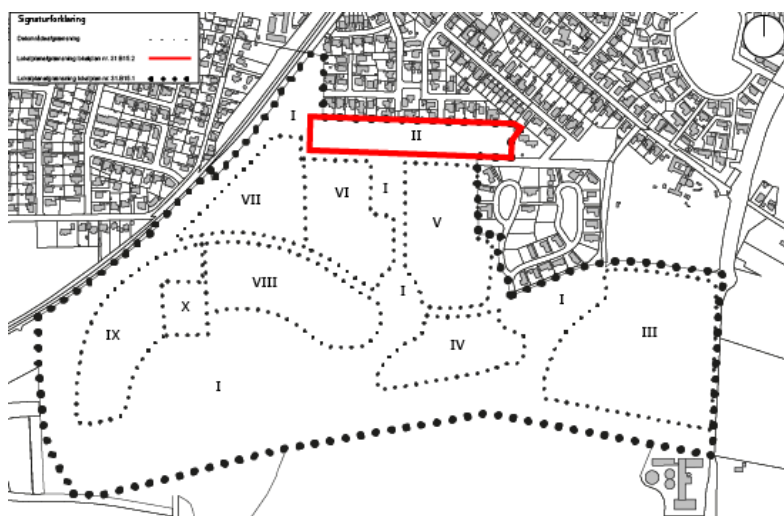 Signaturforklaring
Delområdeafgrænsning
Lokalplanafgrænsning lokalplan nr. 31.B15.2
Lokalplanafgrænsning lokalplan nr. 31.B15.1
I
II
VII
VI
I
V
VIII
I
X
I
IX
IV
III
I